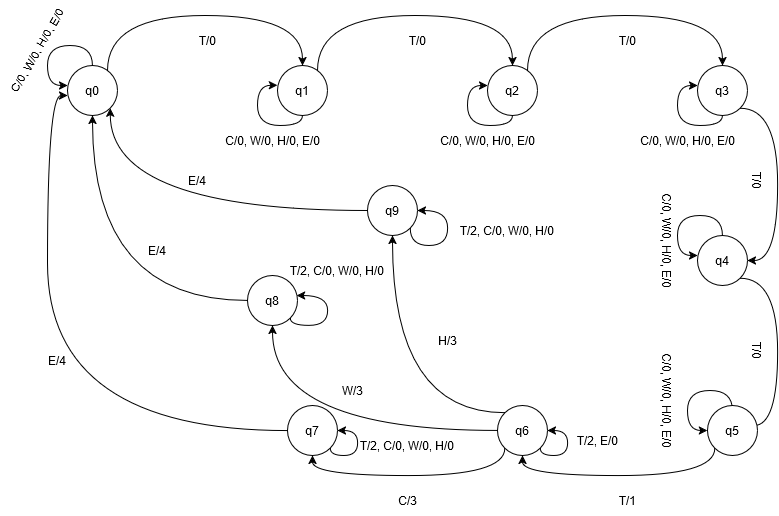 C/0, W/0, H/0, E/0
T/0
T/0
T/0
q0
q1
q2
q3
C/0, W/0, H/0, E/0
C/0, W/0, H/0, E/0
C/0, W/0, H/0, E/0
E/4
T/0
q9
T/2, C/0, W/0, H/0
C/0, W/0, H/0, E/0
E/4
q4
T/2, C/0, W/0, H/0
q8
H/3
T/0
E/4
W/3
C/0, W/0, H/0, E/0
q7
T/2, C/0, W/0, H/0
q6
T/2, E/0
q5
C/3
T/1